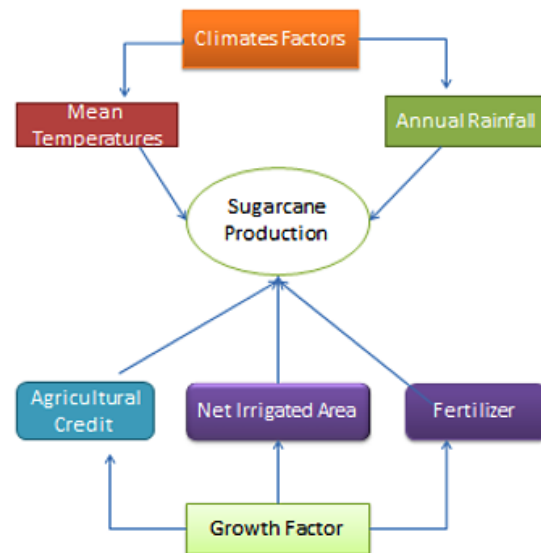 Climates Factors
Mean
Temperatures
Annual Rainfall
Sugarcane
Production
Agricultural
Credit
Net Irrigated Area
Fertilizer
Growth Factor